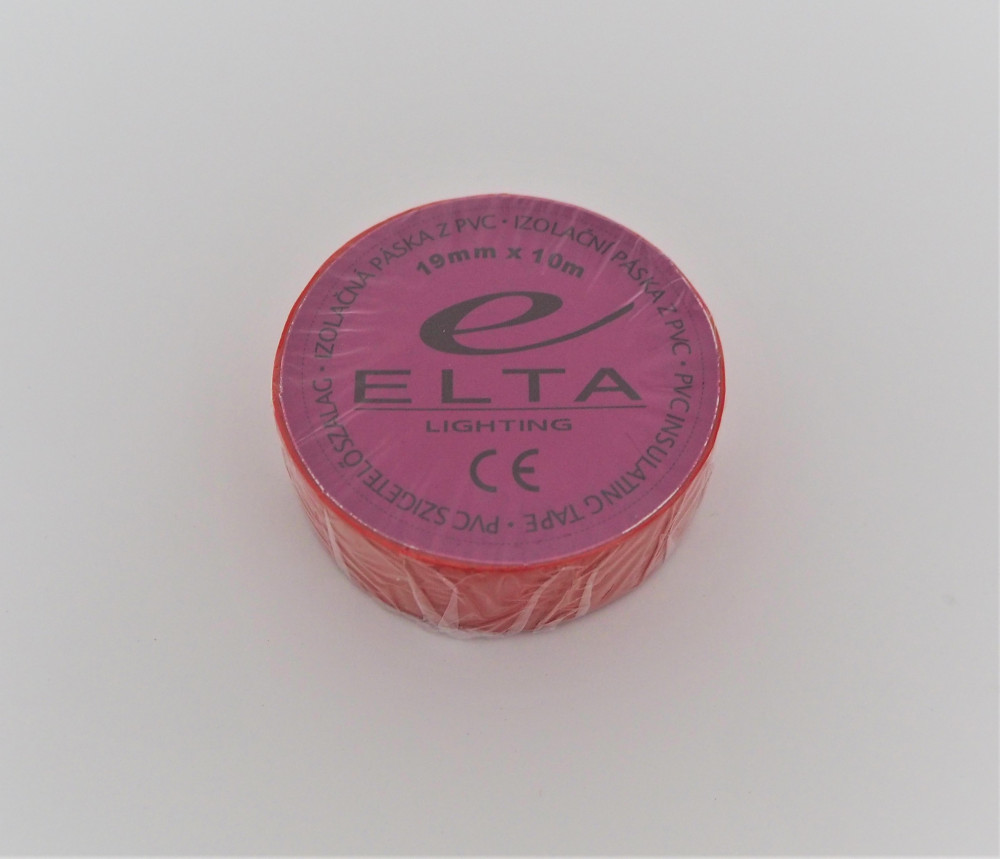 IZOLAČNÁ PÁSKA Z PVC • IZOLAČNÍ PÁSKA Z PVC • PVC INSULATING TAPE • PVC SZIGETELŐSZALAG •
19mm x 10m
e
ELTA
LIGHTING
CE